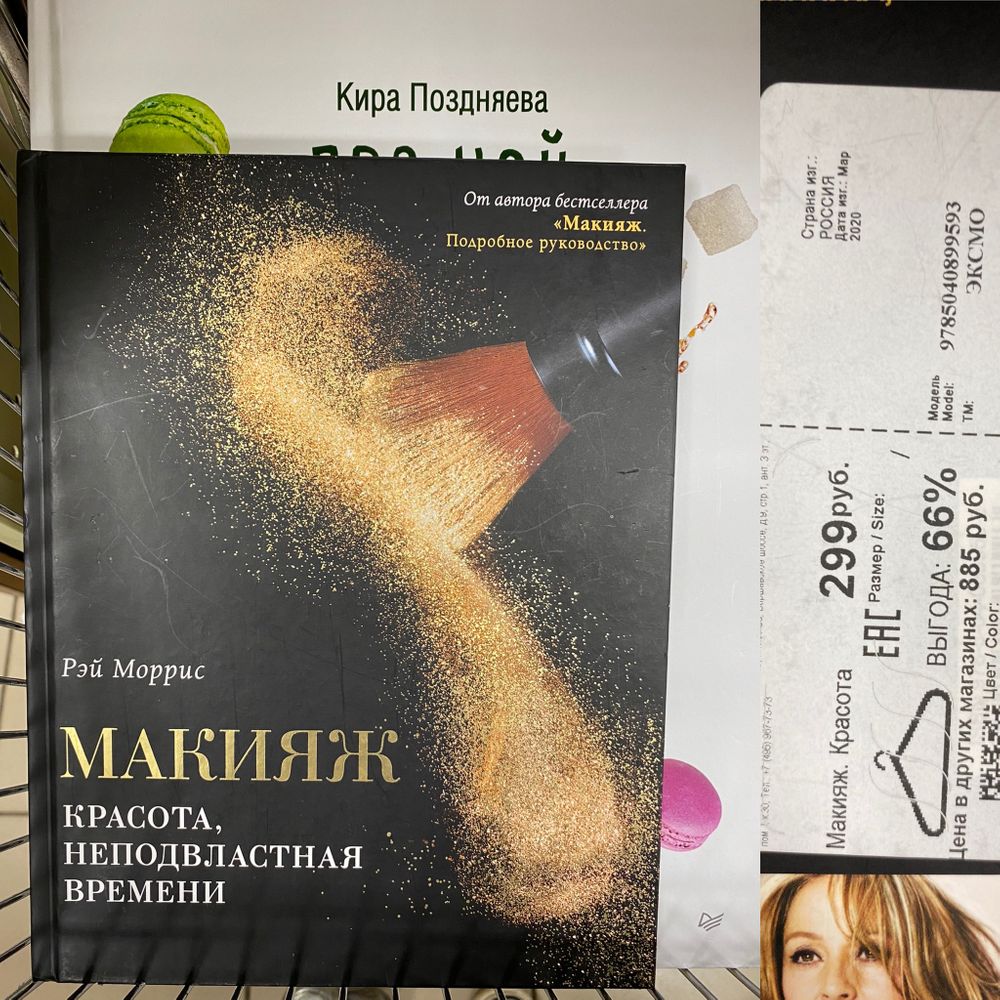 Кира Поздняева
От автора бестселлера
«Макияж.
Подробное руководство»
Рэй Моррис
МАКИЯЖ
КРАСОТА,
НЕПОДВЛАСТНАЯ
ВРЕМЕНИ
Страна изг.:
РОССИЯ
Дата изг.: Мар
2020
Модель
Model:
9785040899593
ТМ:
ЭКСМО
Макияж. Красота
299руб.
EAC
Размер / Size:
/
ВЫГОДА: 66%
Цена в других магазинах: 885 руб.
Цвет / Color: